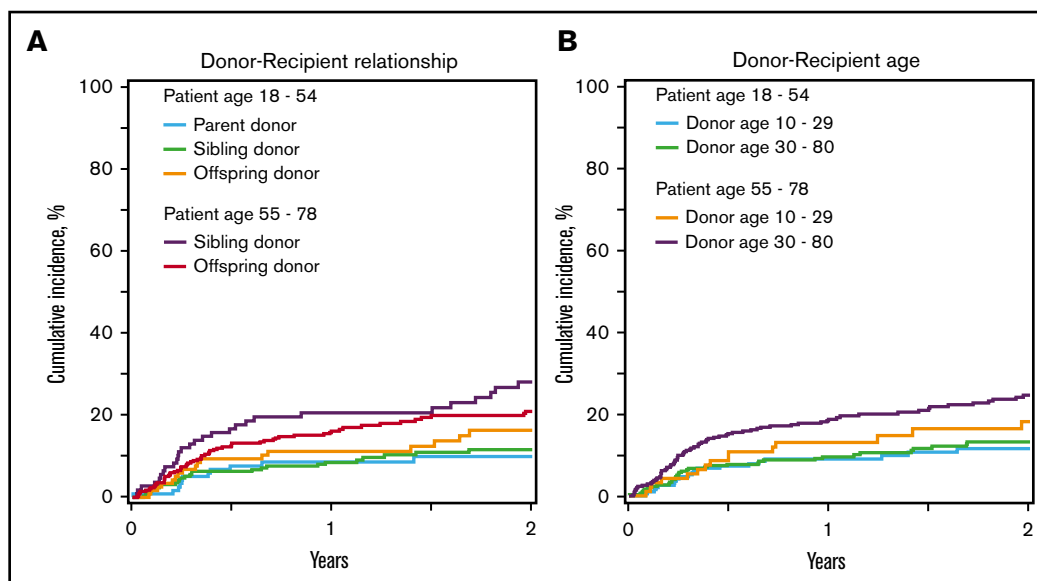 A
Donor-Recipient relationship
Cumulative incidence, %
100
80
60
40
20
0
Patient age 18 - 54
Parent donor
Sibling donor
Offspring donor
Patient age 55 - 78
Sibling donor
Offspring donor
0 1 2
Years
B
Donor-Recipient age
Cumulative incidence, %
100
80
60
40
20
0
Patient age 18 - 54
Donor age 10 - 29
Donor age 30 - 80
Patient age 55 - 78
Donor age 10 - 29
Donor age 30 - 80
0 1 2
Years